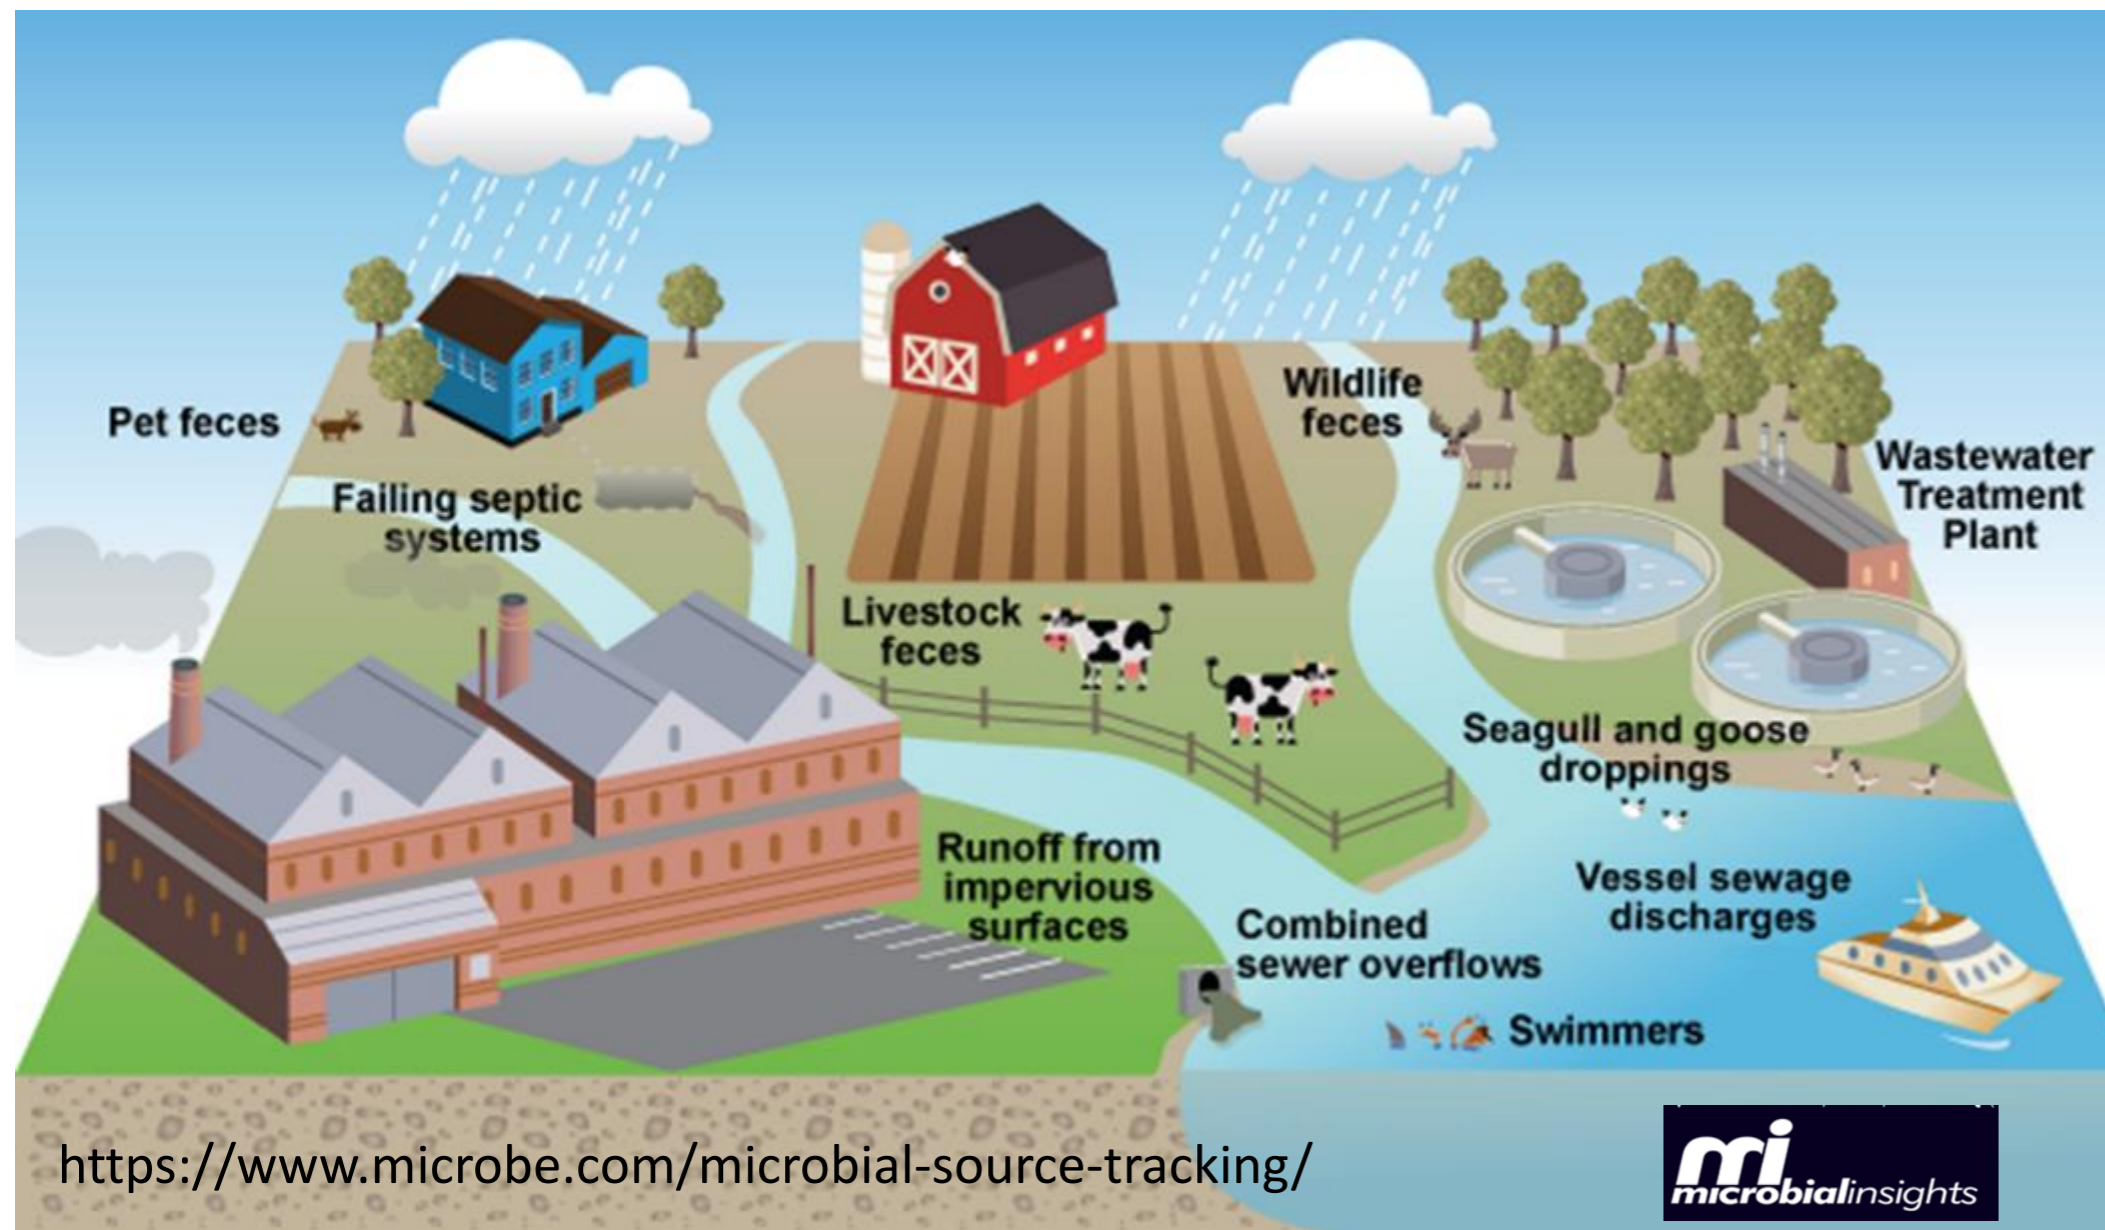 Wildlife
feces
Pet feces
Wastewater
Treatment
Plant
Failing septic
systems
Livestock
feces
Seagull and goose
droppings
Runoff from
impervious
surfaces
Vessel sewage
discharges
Combined
sewer overflows
Swimmers
https://www.microbe.com/microbial-source-tracking/
mi
microbialinsights